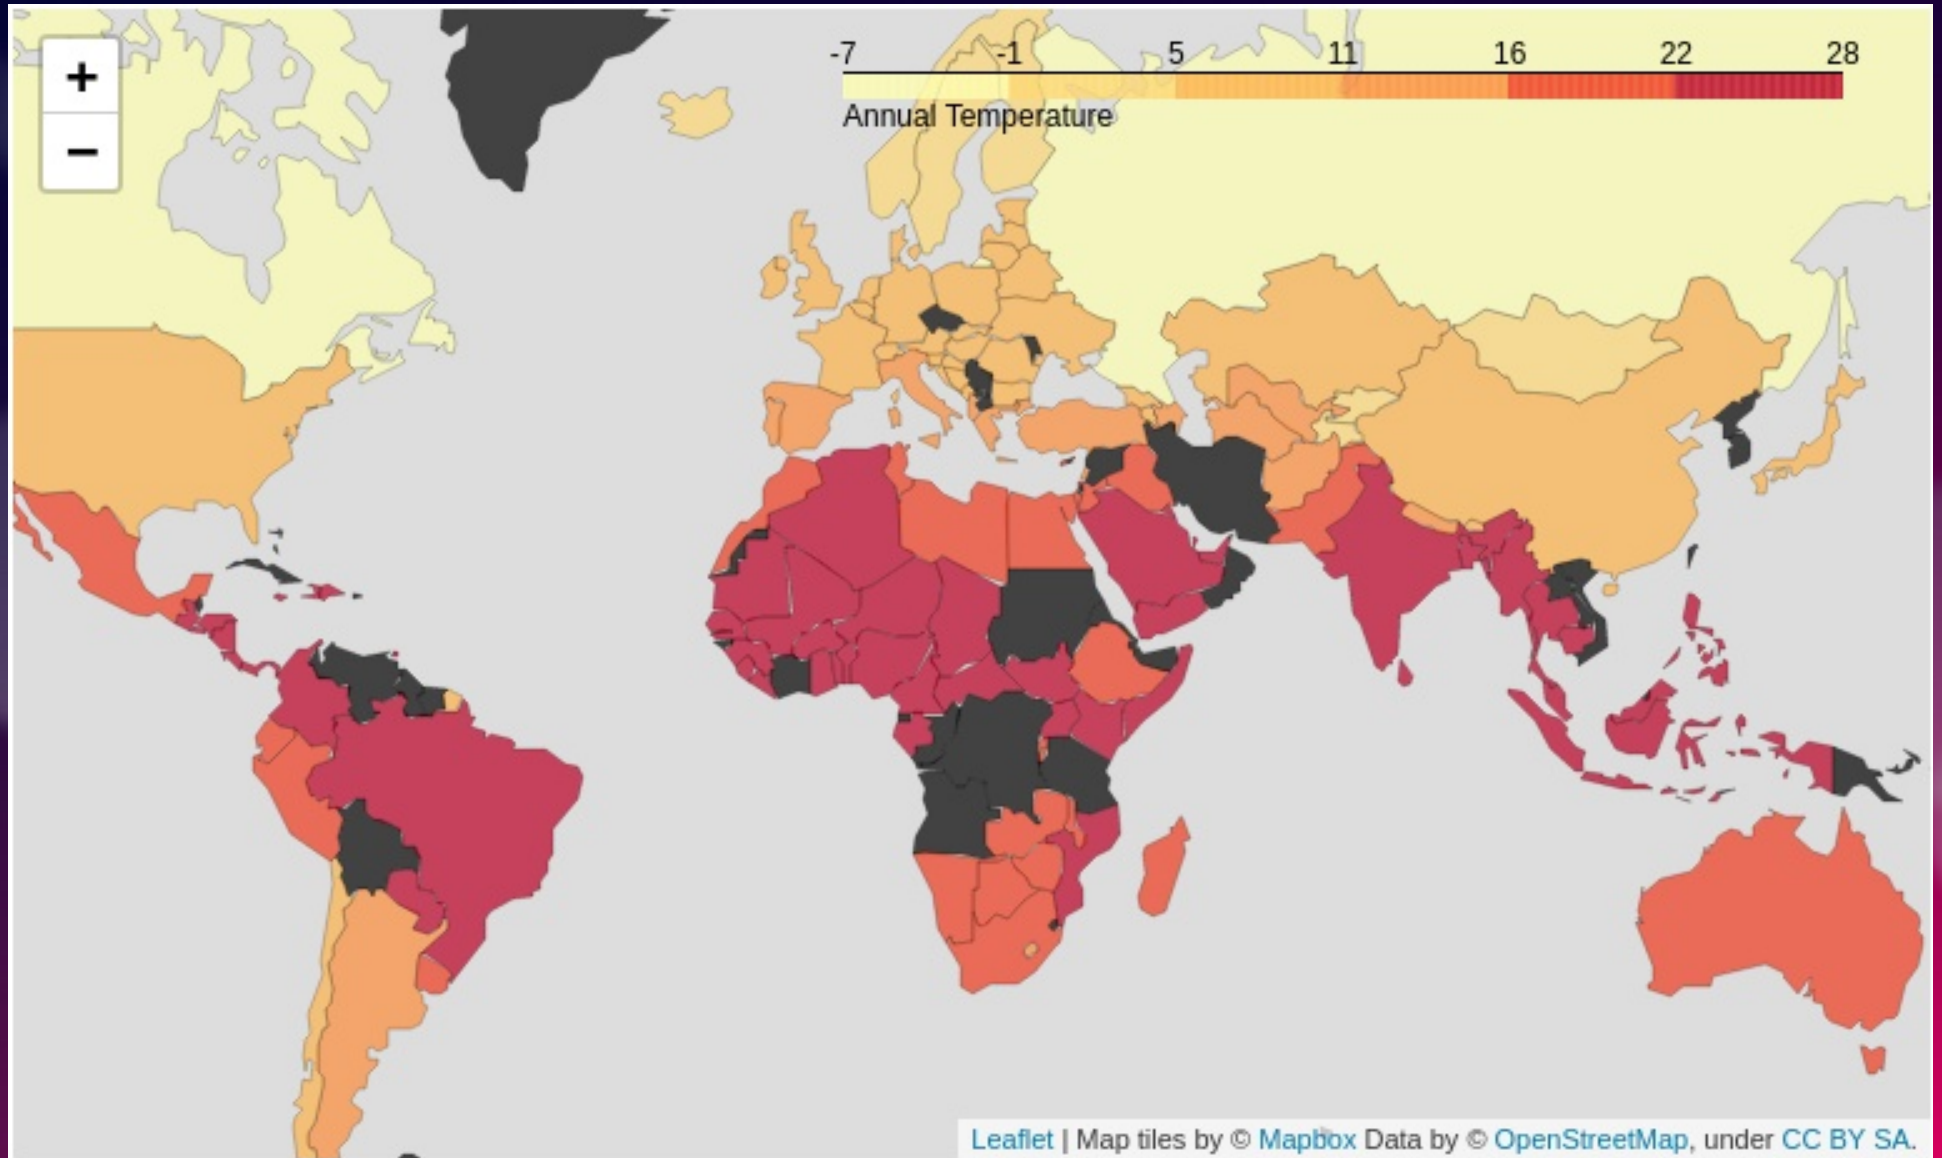 +
−
-7 -1 5 11 16 22 28
Annual Temperature
Leaflet | Map tiles by © Mapbox Data by © OpenStreetMap, under CC BY SA.